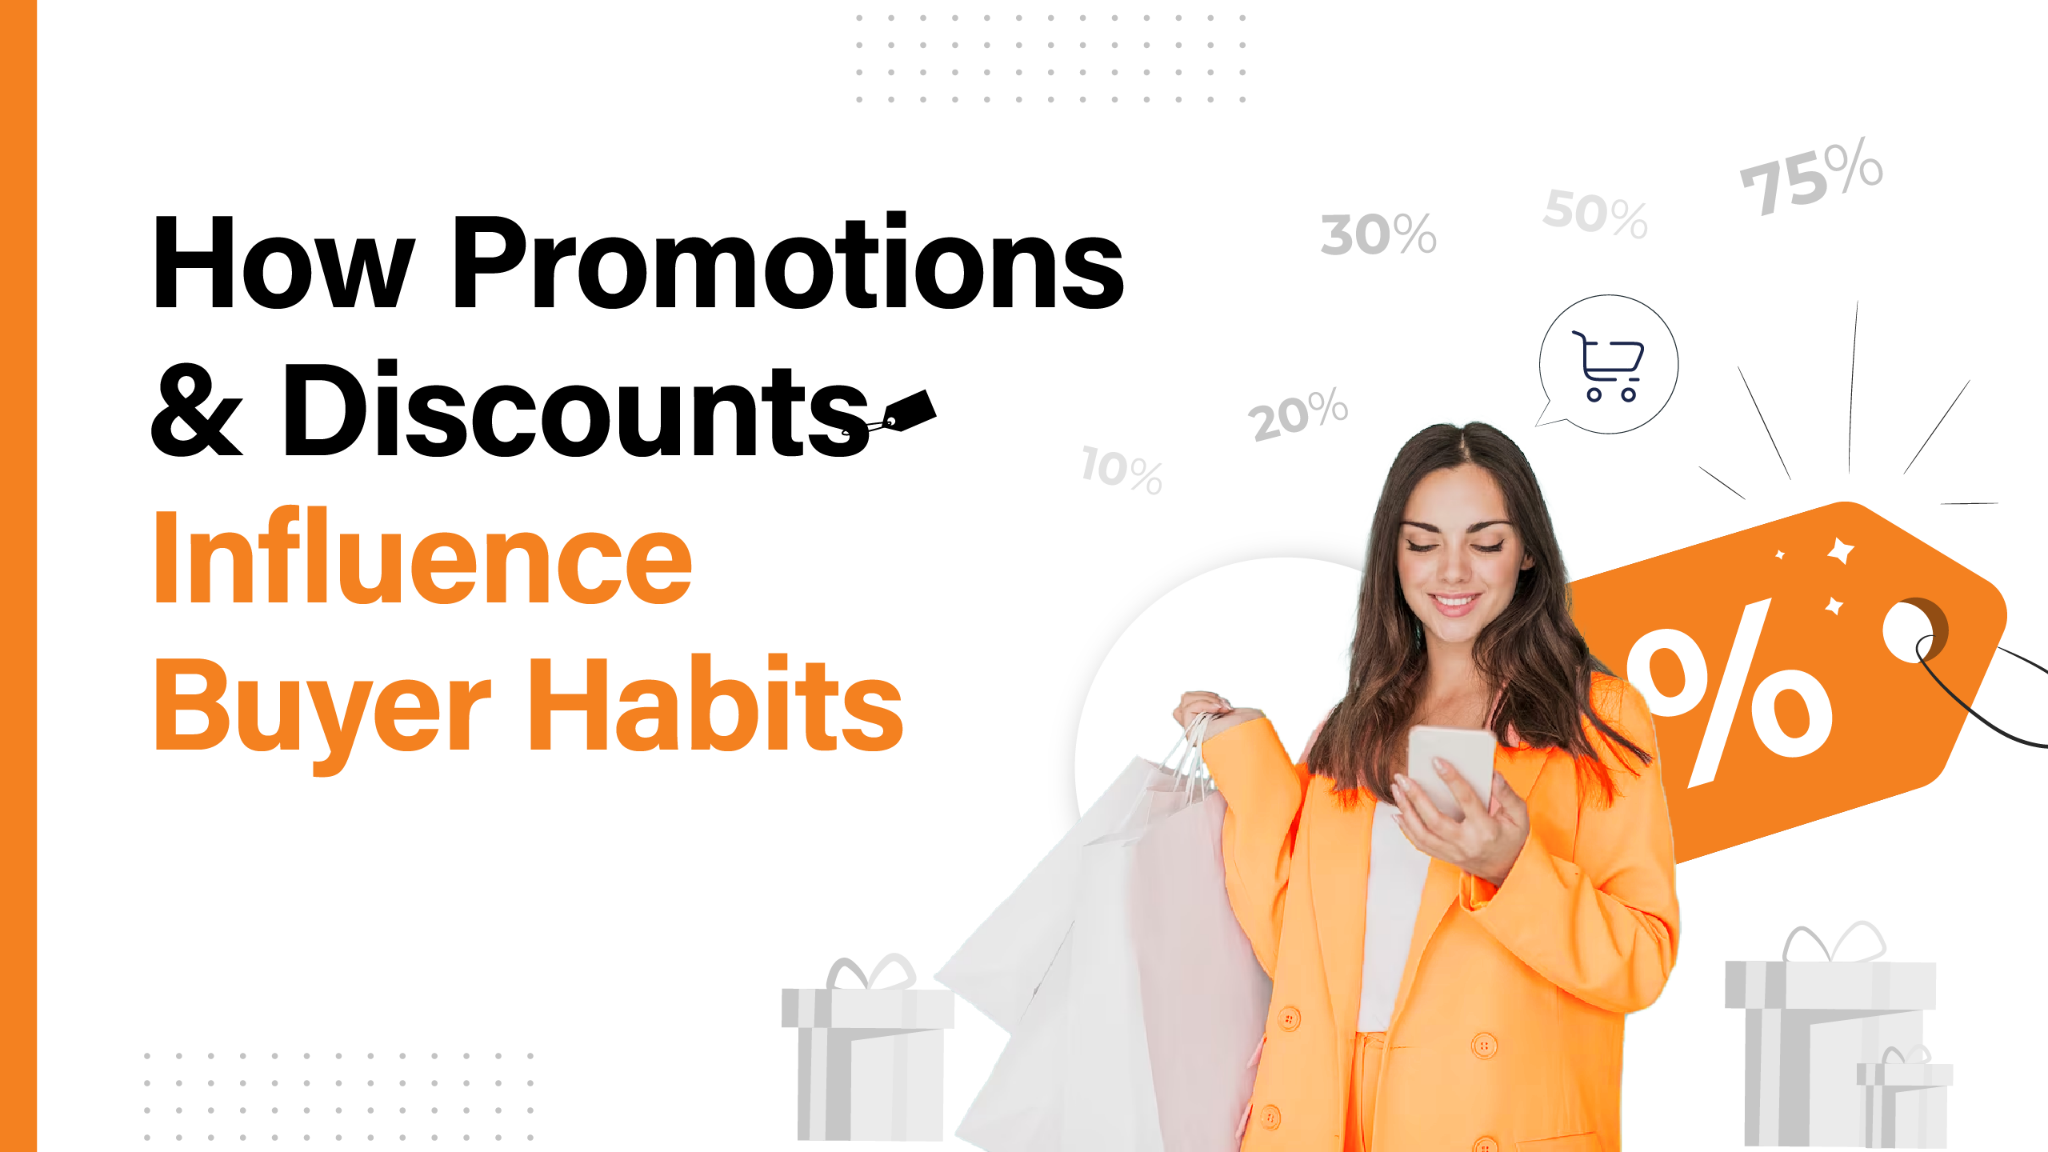 How Promotions
& Discounts
Influence
Buyer Habits
10%
20%
30%
50%
75%
%